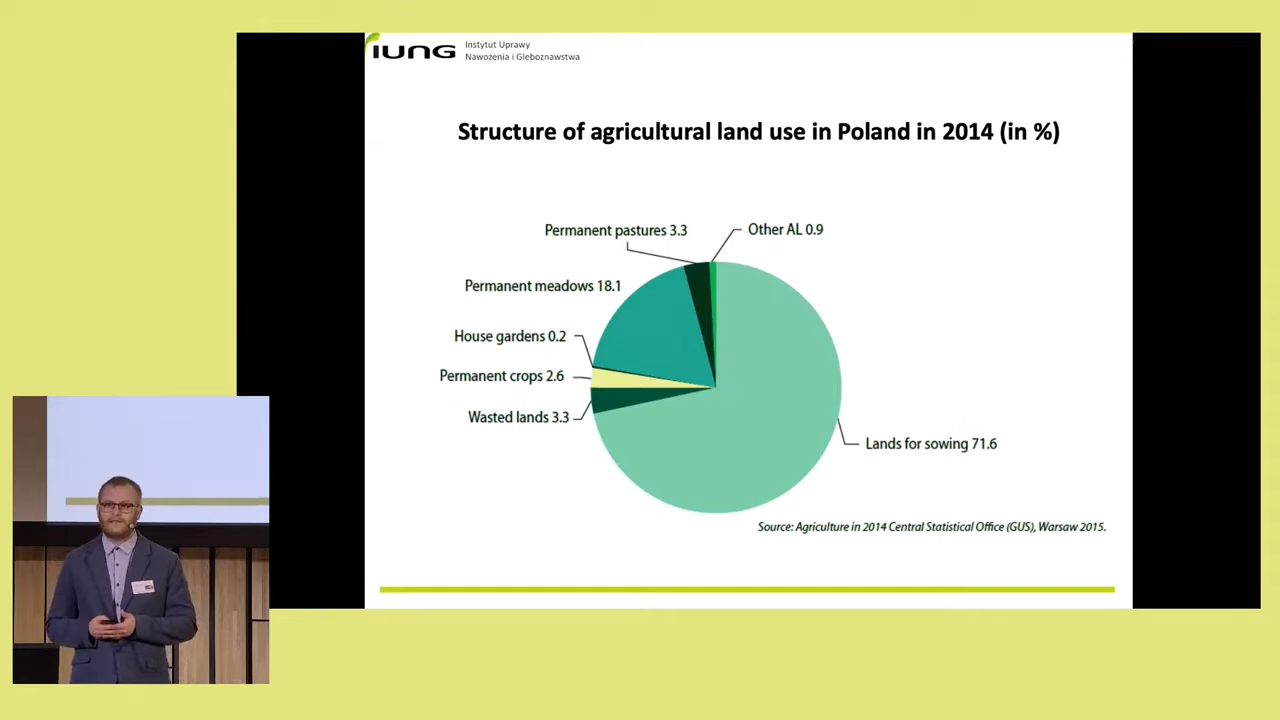 IUNG
Instytut Uprawy
Nawożenia i Gleboznawstwa
Structure of agricultural land use in Poland in 2014 (in %)
Permanent pastures 3.3
Other AL 0.9
Permanent meadows 18.1
House gardens 0.2
Permanent crops 2.6
Wasted lands 3.3
Lands for sowing 71.6
Source: Agriculture in 2014 Central Statistical Office (GUS), Warsaw 2015.